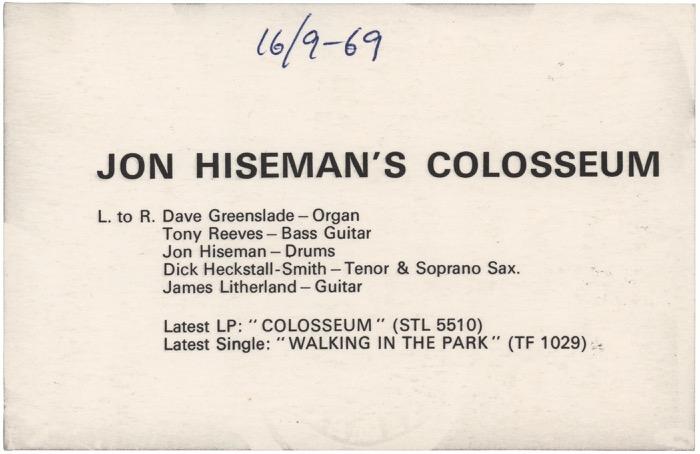 16/9-69
JON HISEMAN'S COLOSSEUM
L. to R. Dave Greenslade – Organ
Tony Reeves – Bass Guitar
Jon Hiseman – Drums
Dick Heckstall-Smith – Tenor & Soprano Sax.
James Litherland – Guitar
Latest LP: "COLOSSEUM" (STL 5510)
Latest Single: "WALKING IN THE PARK" (TF 1029)